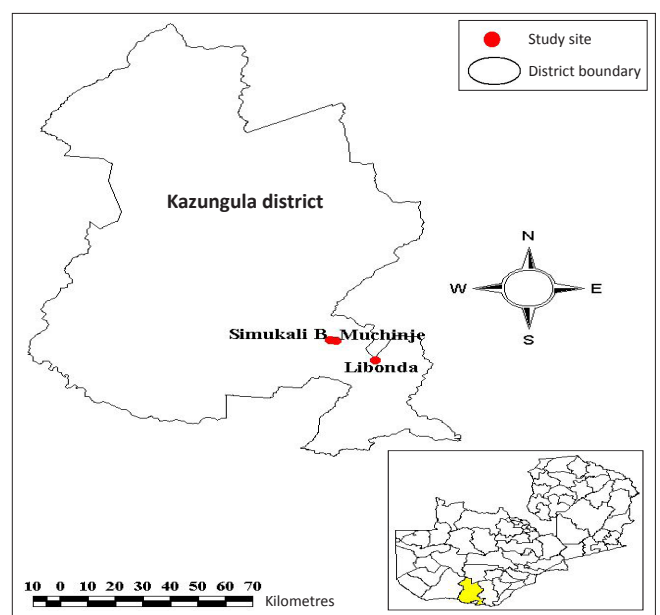 Study site
District boundary
Kazungula district
N
W E
S
Simukali B Muchinje
Libonda
10 0 10 20 30 40 50 60 70 Kilometres